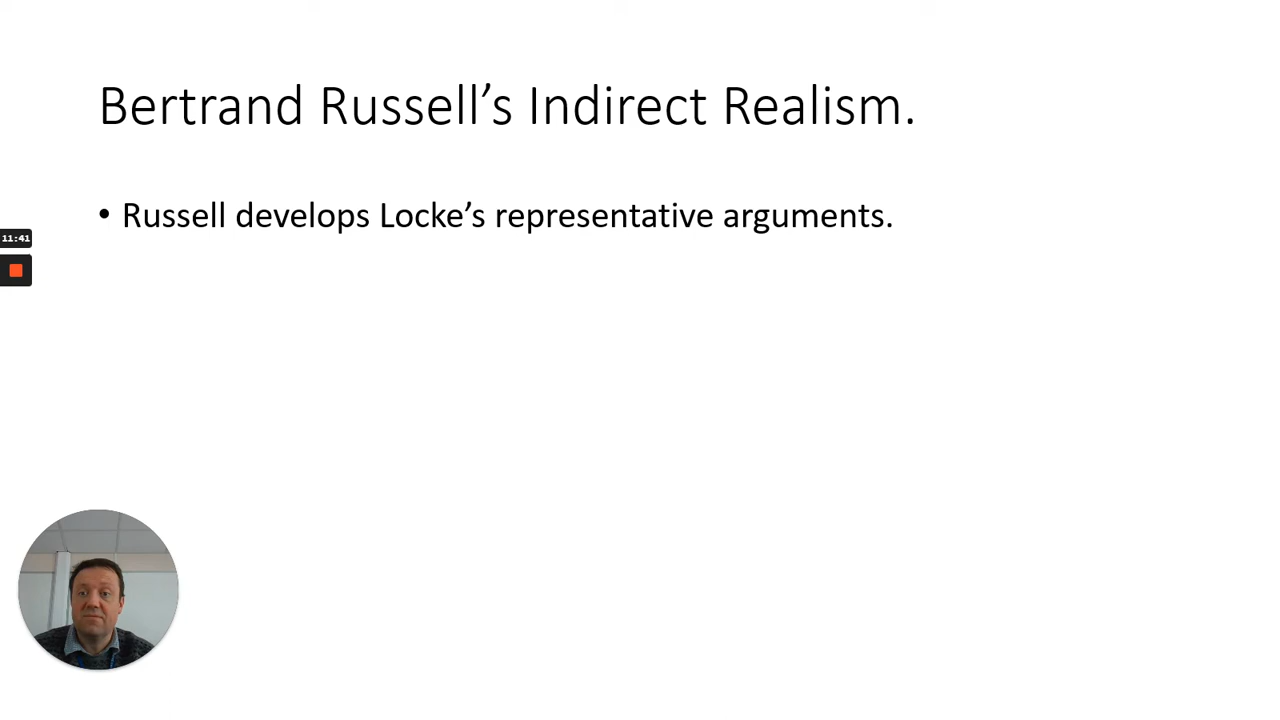 Bertrand Russell’s Indirect Realism.
• Russell develops Locke’s representative arguments.
11:41